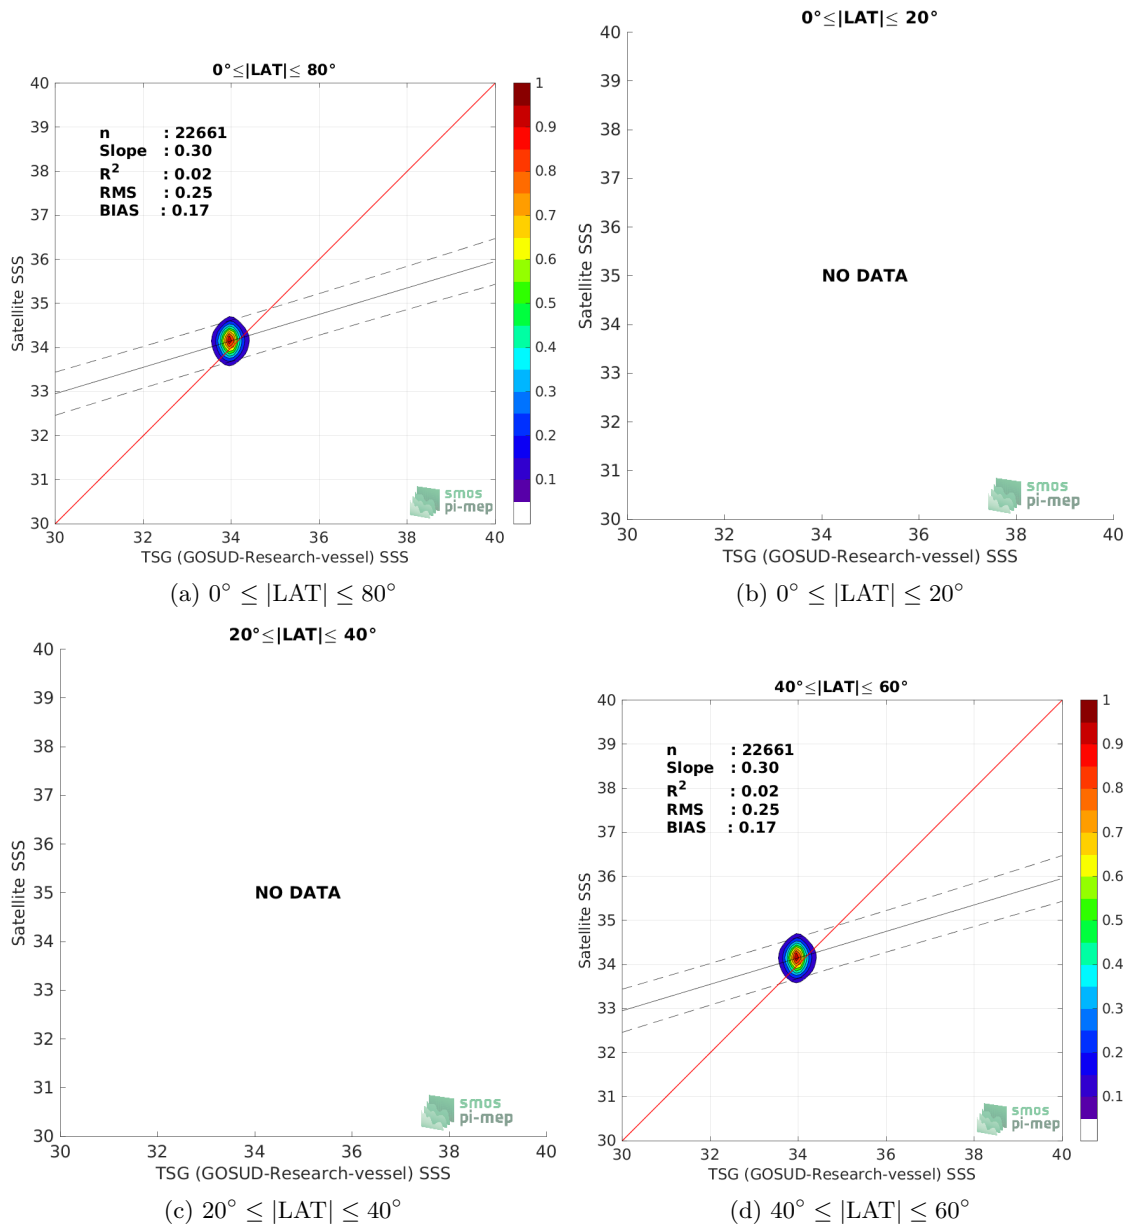 0°≤|LAT|≤ 80°
40
39
38
37
36
35
34
33
32
31
30
Satellite SSS
n : 22661
Slope : 0.30
R² : 0.02
RMS : 0.25
BIAS : 0.17
smos
pi-mep
30 32 34 36 38 40
TSG (GOSUD-Research-vessel) SSS
1
0.9
0.8
0.7
0.6
0.5
0.4
0.3
0.2
0.1
(a) 0° ≤ |LAT| ≤ 80°
0°≤|LAT|≤ 20°
40
39
38
37
36
35
34
33
32
31
30
Satellite SSS
NO DATA
smos
pi-mep
30 32 34 36 38 40
TSG (GOSUD-Research-vessel) SSS
(b) 0° ≤ |LAT| ≤ 20°
20°≤|LAT|≤ 40°
40
39
38
37
36
35
34
33
32
31
30
Satellite SSS
NO DATA
smos
pi-mep
30 32 34 36 38 40
TSG (GOSUD-Research-vessel) SSS
(c) 20° ≤ |LAT| ≤ 40°
40°≤|LAT|≤ 60°
40
39
38
37
36
35
34
33
32
31
30
Satellite SSS
n : 22661
Slope : 0.30
R² : 0.02
RMS : 0.25
BIAS : 0.17
smos
pi-mep
30 32 34 36 38 40
TSG (GOSUD-Research-vessel) SSS
1
0.9
0.8
0.7
0.6
0.5
0.4
0.3
0.2
0.1
(d) 40° ≤ |LAT| ≤ 60°